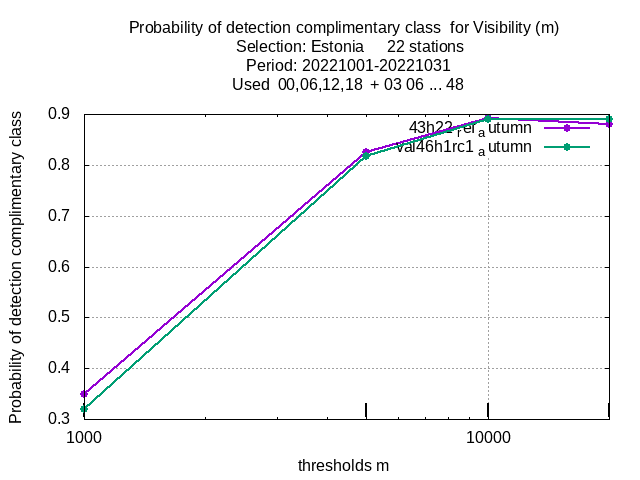 Probability of detection complimentary class for Visibility (m)
Selection: Estonia 22 stations
Period: 20221001-20221031
Used 00,06,12,18 + 03 06 ... 48
Probability of detection complimentary class
0.9
0.8
0.7
0.6
0.5
0.4
0.3
43h22_ref_autumn
val46h1rc1_autumn
1000
10000
thresholds m